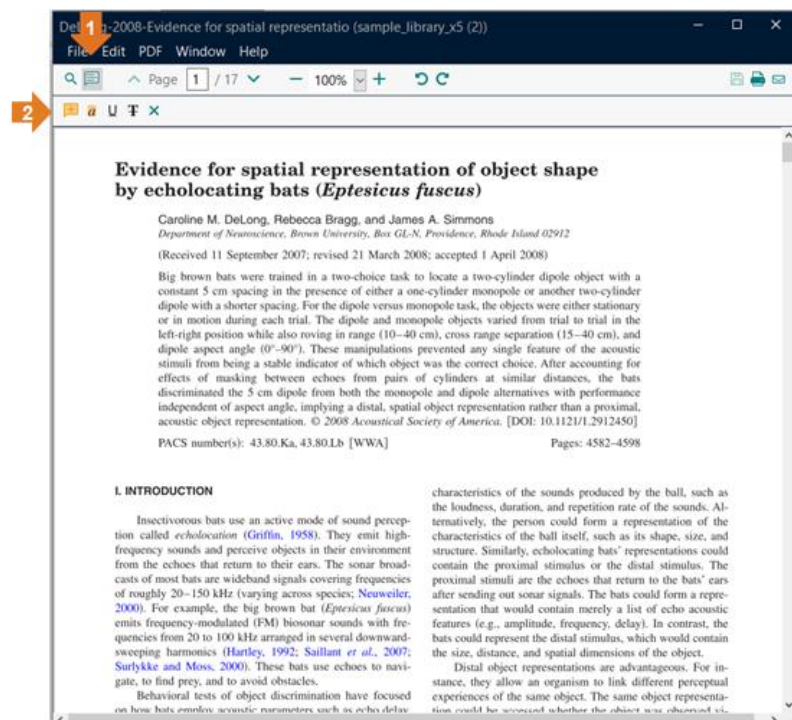 DeLong-2008-Evidence for spatial representatio (sample_library_x5 (2))
1
File Edit PDF Window Help
Page 1 / 17 100%
2
a U T
Evidence for spatial representation of object shape
by echolocating bats (Eptesicus fuscus)
Caroline M. DeLong, Rebecca Bragg, and James A. Simmons
Department of Neuroscience, Brown University, Box GL-N, Providence, Rhode Island 02912
(Received 11 September 2007; revised 21 March 2008; accepted 1 April 2008)
Big brown bats were trained in a two-choice task to locate a two-cylinder dipole object with a
constant 5 cm spacing in the presence of either a one-cylinder monopole or another two-cylinder
dipole with a shorter spacing. For the dipole versus monopole task, the objects were either stationary
or in motion during each trial. The dipole and monopole objects varied from trial to trial in the
left-right position while also roving in range (10–40 cm), cross range separation (15–40 cm), and
dipole aspect angle (0°–90°). These manipulations prevented any single feature of the acoustic
stimuli from being a stable indicator of which object was the correct choice. After accounting for
effects of masking between echoes from pairs of cylinders at similar distances, the bats
discriminated the 5 cm dipole from both the monopole and dipole alternatives with performance
independent of aspect angle, implying a distal, spatial object representation rather than a proximal,
acoustic object representation. © 2008 Acoustical Society of America. [DOI: 10.1121/1.2912450]
PACS number(s): 43.80.Ka, 43.80.Lb [WWA] Pages: 4582–4598
I. INTRODUCTION
Insectivorous bats use an active mode of sound percep-
tion called echolocation (Griffin, 1958). They emit high-
frequency sounds and perceive objects in their environment
from the echoes that return to their ears. The sonar broad-
casts of most bats are wideband signals covering frequencies
of roughly 20–150 kHz (varying across species; Neuweiler,
2000). For example, the big brown bat (Eptesicus fuscus)
emits frequency-modulated (FM) biosonar sounds with fre-
quencies from 20 to 100 kHz arranged in several downward-
sweeping harmonics (Hartley, 1992; Saillant et al., 2007;
Surlykke and Moss, 2000). These bats use echoes to navi-
gate, to find prey, and to avoid obstacles.
Behavioral tests of object discrimination have focused
on how bats employ acoustic parameters such as echo delay,
characteristics of the sounds produced by the ball, such as
the loudness, duration, and repetition rate of the sounds. Al-
ternatively, the person could form a representation of the
characteristics of the ball itself, such as its shape, size, and
structure. Similarly, echolocating bats' representations could
contain the proximal stimulus or the distal stimulus. The
proximal stimuli are the echoes that return to the bats' ears
after sending out sonar signals. The bats could form a repre-
sentation that would contain merely a list of echo acoustic
features (e.g., amplitude, frequency, delay). In contrast, the
bats could represent the distal stimulus, which would contain
the size, distance, and spatial dimensions of the object.
Distal object representations are advantageous. For in-
stance, they allow an organism to link different perceptual
experiences of the same object. The same object representa-
tion could be accessed whether the object was observed vi-